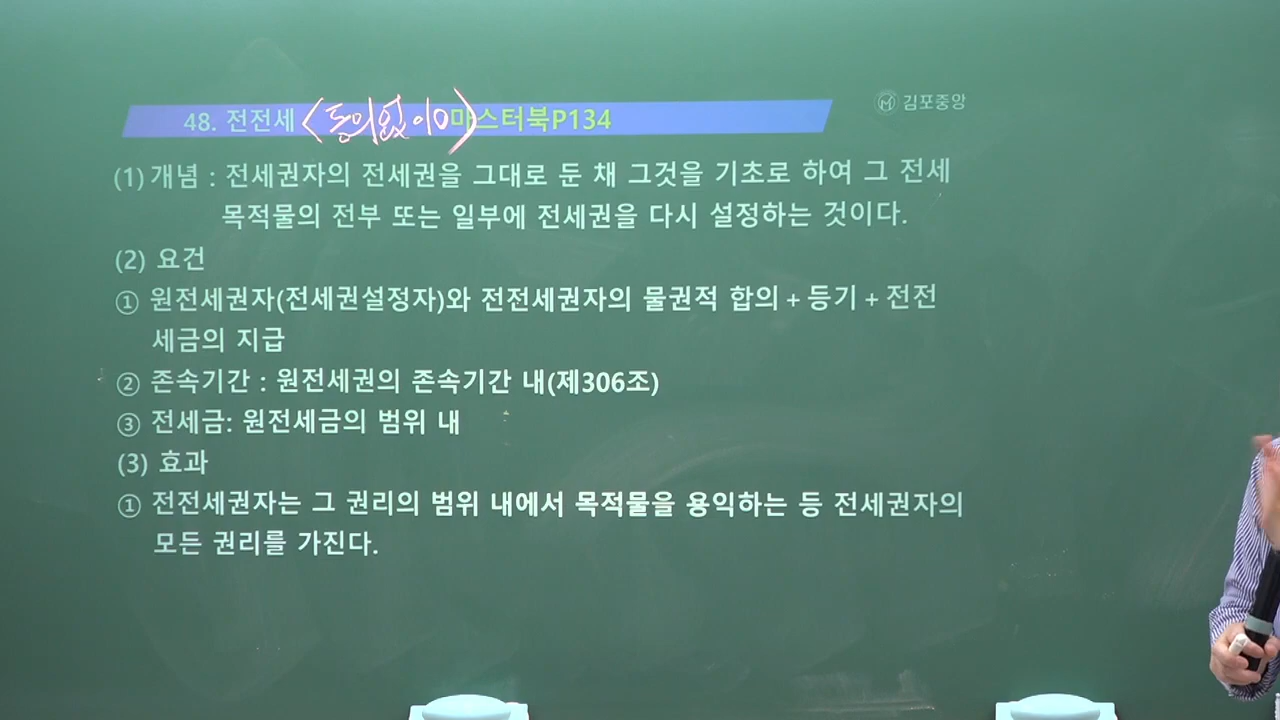 48. 전전세 <동의없이o> 마스터북P134
김포중앙
(1) 개념 : 전세권자의 전세권을 그대로 둔 채 그것을 기초로 하여 그 전세
목적물의 전부 또는 일부에 전세권을 다시 설정하는 것이다.
(2) 요건
① 원전세권자(전세권설정자)와 전전세권자의 물권적 합의 + 등기 + 전전
세금의 지급
② 존속기간 : 원전세권의 존속기간 내(제306조)
③ 전세금: 원전세금의 범위 내
(3) 효과
① 전전세권자는 그 권리의 범위 내에서 목적물을 용익하는 등 전세권자의
모든 권리를 가진다.